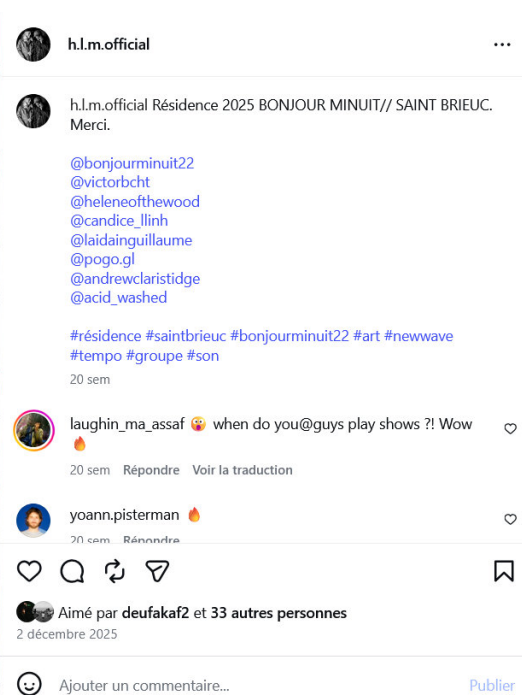 h.l.m.official
h.l.m.official Résidence 2025 BONJOUR MINUIT// SAINT BRIEUC.
Merci.
@bonjourminuit22
@victorbcht
@heleneofthewood
@candice_llinh
@laidainguillaume
@pogo.gl
@andrewclaristidge
@acid_washed
#résidence #saintbrieuc #bonjourminuit22 #art #newwave
#tempo #groupe #son
20 sem
laughin_ma_assaf 😲 when do you@guys play shows ?! Wow
🔥
20 sem Répondre Voir la traduction
yoann.pisterman 🔥
20 sem Répondre
Aimé par deufakaf2 et 33 autres personnes
2 décembre 2025
Ajouter un commentaire...
Publier